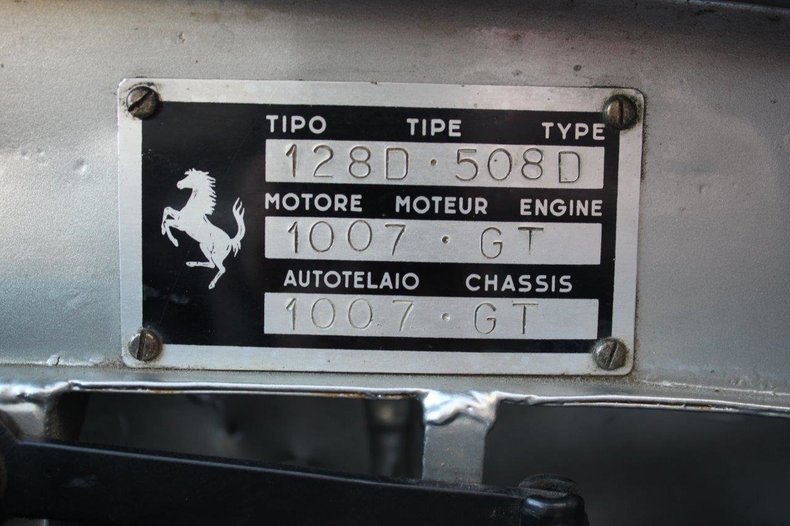 TIPO TIPE TYPE
128D · 508D
MOTORE MOTEUR ENGINE
1007 · GT
AUTOTELAIO CHASSIS
1007 · GT